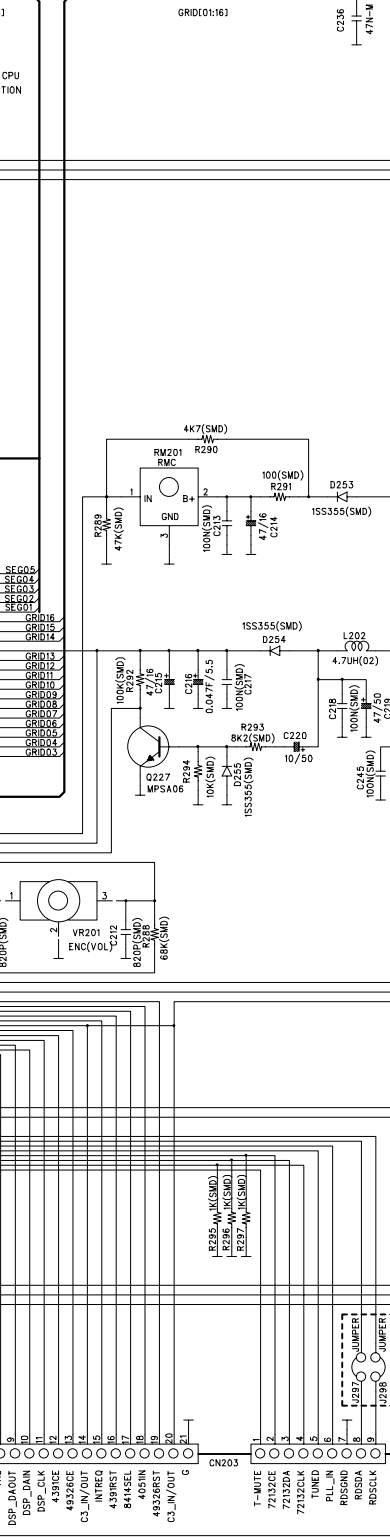 GRID[01:16]
C236
47N-M
CPU
TION
4K7(SMD)
R290
RM201
RMC
100(SMD)
R291
D253
1SS355(SMD)
1
IN
B+
2
GND
3
R289
47K(SMD)
100N(SMD)
C213
47/16
C214
SEG05
SEG04
SEG03
SEG02
SEG01
GRID16
GRID15
GRID14
GRID13
GRID12
GRID11
GRID10
GRID09
GRID08
GRID07
GRID06
GRID05
GRID04
GRID03
1SS355(SMD)
D254
L202
4.7UH(02)
100K(SMD)
R292
47/16
C215
C216
0.047F/5.5
100N(SMD)
C217
C218
100N(SMD)
47/50
C219
R293
8K2(SMD)
C220
10/50
Q227
MPSA06
R294
10K(SMD)
D255
1SS355(SMD)
C245
100N(SMD)
1
3
2
VR201
ENC(VOL)
820P(SMD)
C212
820P(SMD)
R288
68K(SMD)
R295
1K(SMD)
R296
1K(SMD)
R297
1K(SMD)
JUMPER
JUMPER
J297
J298
9
10
11
12
13
14
15
16
17
18
19
20
21
DSP_DAOUT
DSP_DAIN
DSP_CLK
4391CE
49326CE
C3_IN/OUT
INTREQ
4391RST
8414SEL
4051IN
49326RST
C3_IN/OUT
G
CN203
1
2
3
4
5
6
7
8
9
T-MUTE
72132CE
72132DA
72132CLK
TUNED
PLL_IN
RDSGND
RDSDA
RDSCLK